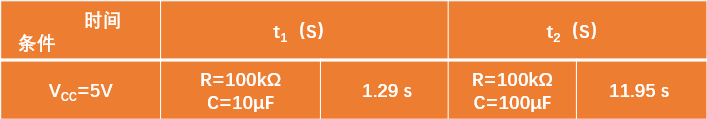 时间
条件
t1（S）
t2（S）
VCC=5V
R=100kΩ
C=10μF
1.29 s
R=100kΩ
C=100μF
11.95 s